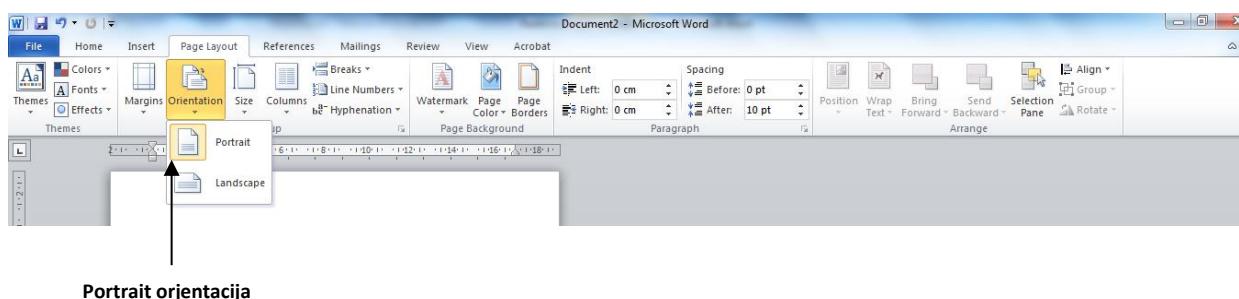 Document2 - Microsoft Word
File Home Insert Page Layout References Mailings Review View Acrobat
Colors Breaks Indent Spacing Align
Aa Fonts Line Numbers Left: 0 cm Before: 0 pt Group
Themes Effects Margins Orientation Size Columns Hyphenation Watermark Page Color Page Borders Right: 0 cm After: 10 pt Position Wrap Text Bring Forward Send Backward Selection Pane Rotate
Themes Page Background Paragraph Arrange
Portrait
Landscape
Portrait orjentacija